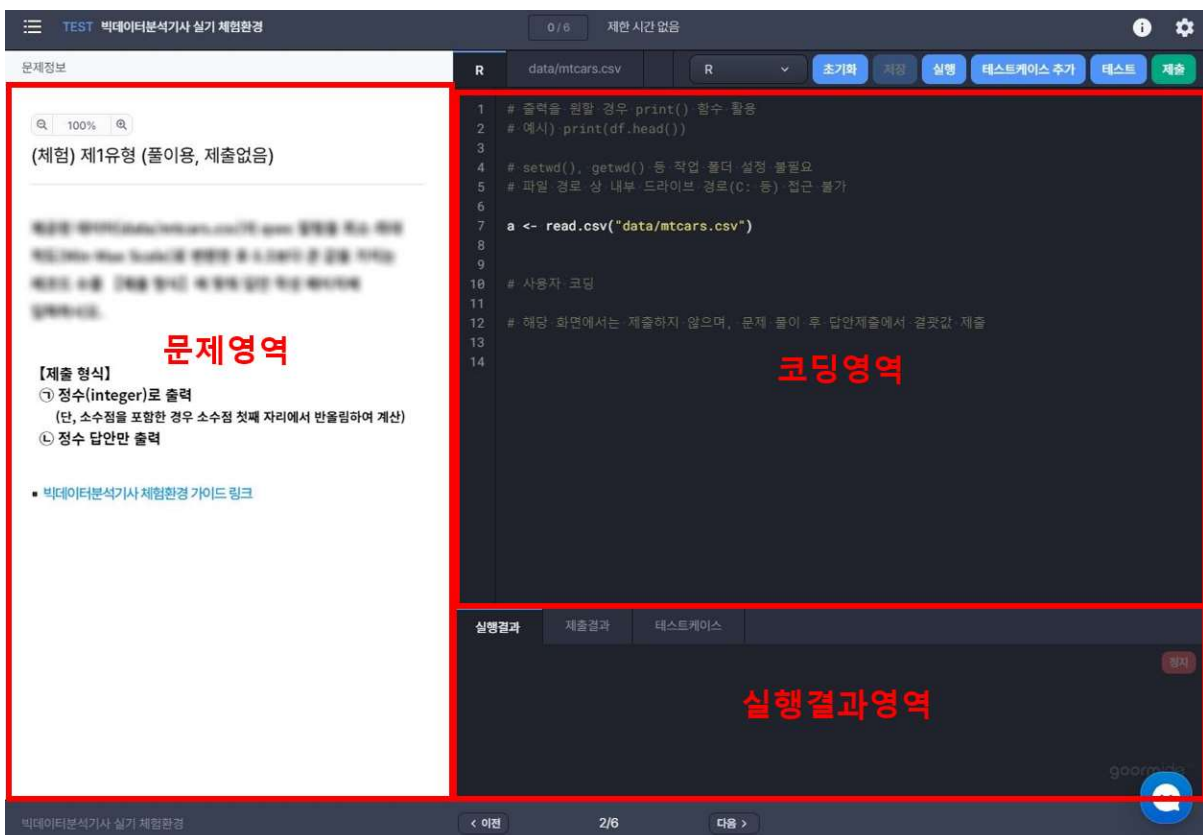 TEST 빅데이터분석기사 실기 체험환경
0/6 제한 시간 없음
문제정보
R data/mtcars.csv R 초기화 저장 실행 테스트케이스 추가 테스트 제출
100%
(체험) 제1유형 (풀이용, 제출없음)
문제영역
【제출 형식】
㉠ 정수(integer)로 출력
(단, 소수점을 포함한 경우 소수점 첫째 자리에서 반올림하여 계산)
㉡ 정수 답안만 출력
▪ 빅데이터분석기사 체험환경 가이드 링크
1 # 출력을 원할 경우 print() 함수 활용
2 # 예시) print(df.head())
3
4 # setwd(), getwd() 등 작업 폴더 설정 불필요
5 # 파일 경로 상 내부 드라이브 경로(C: 등) 접근 불가
6
7 a <- read.csv("data/mtcars.csv")
8
9
10 # 사용자 코딩
11
12 # 해당 화면에서는 제출하지 않으며, 문제 풀이 후 답안제출에서 결괏값 제출
13
14
코딩영역
실행결과 제출결과 테스트케이스
정지
실행결과영역
빅데이터분석기사 실기 체험환경
< 이전 2/6 다음 >